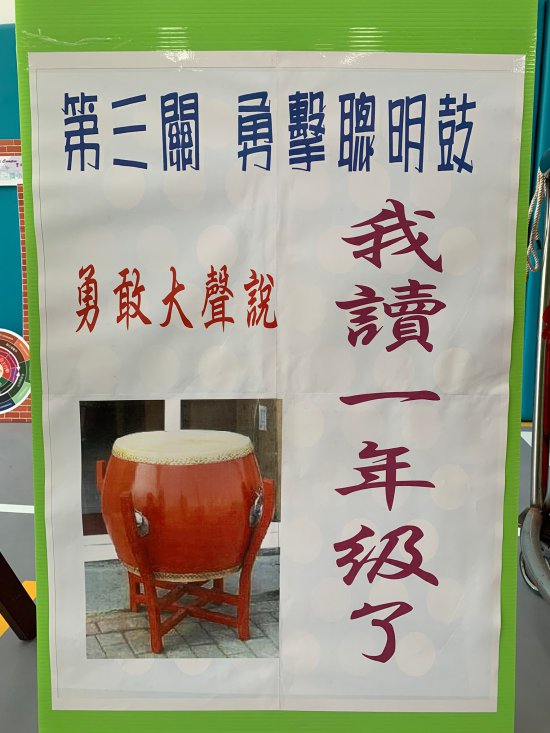 第三關 勇擊聰明鼓
勇敢大聲說
我讀一年級了